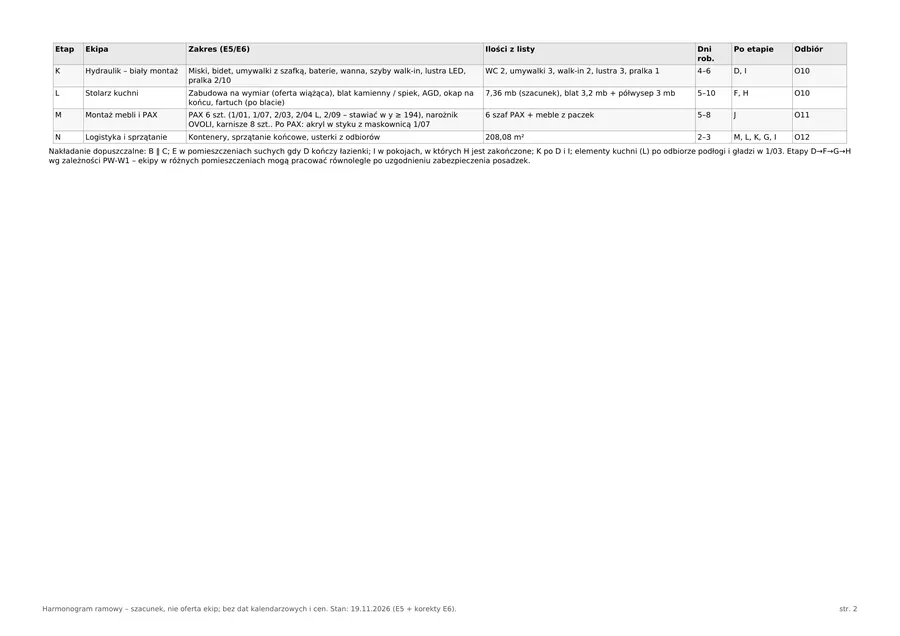 Etap Ekipa Zakres (E5/E6) Ilości z listy Dni rob. Po etapie Odbiór
K Hydraulik – biały montaż Miski, bidet, umywalki z szafką, baterie, wanna, szyby walk-in, lustra LED, pralka 2/10 WC 2, umywalki 3, walk-in 2, lustra 3, pralka 1 4–6 D, I O10
L Stolarz kuchni Zabudowa na wymiar (oferta wiążąca), blat kamienny / spiek, AGD, okap na końcu, fartuch (po blacie) 7,36 mb (szacunek), blat 3,2 mb + półwysep 3 mb 5–10 F, H O10
M Montaż mebli i PAX PAX 6 szt. (1/01, 1/07, 2/03, 2/04 L, 2/09 – stawiać w y ≥ 194), narożnik OVOLI, karnisze 8 szt.. Po PAX: akryl w styku z maskownicą 1/07 6 szaf PAX + meble z paczek 5–8 J O11
N Logistyka i sprzątanie Kontenery, sprzątanie końcowe, usterki z odbiorów 208,08 m² 2–3 M, L, K, G, I O12
Nakładanie dopuszczalne: B ∥ C; E w pomieszczeniach suchych gdy D kończy łazienki; I w pokojach, w których H jest zakończone; K po D i I; elementy kuchni (L) po odbiorze podłogi i gładzi w 1/03. Etapy D→F→G→H
wg zależności PW-W1 – ekipy w różnych pomieszczeniach mogą pracować równolegle po uzgodnieniu zabezpieczenia posadzek.
Harmonogram ramowy – szacunek, nie oferta ekip; bez dat kalendarzowych i cen. Stan: 19.11.2026 (E5 + korekty E6). str. 2